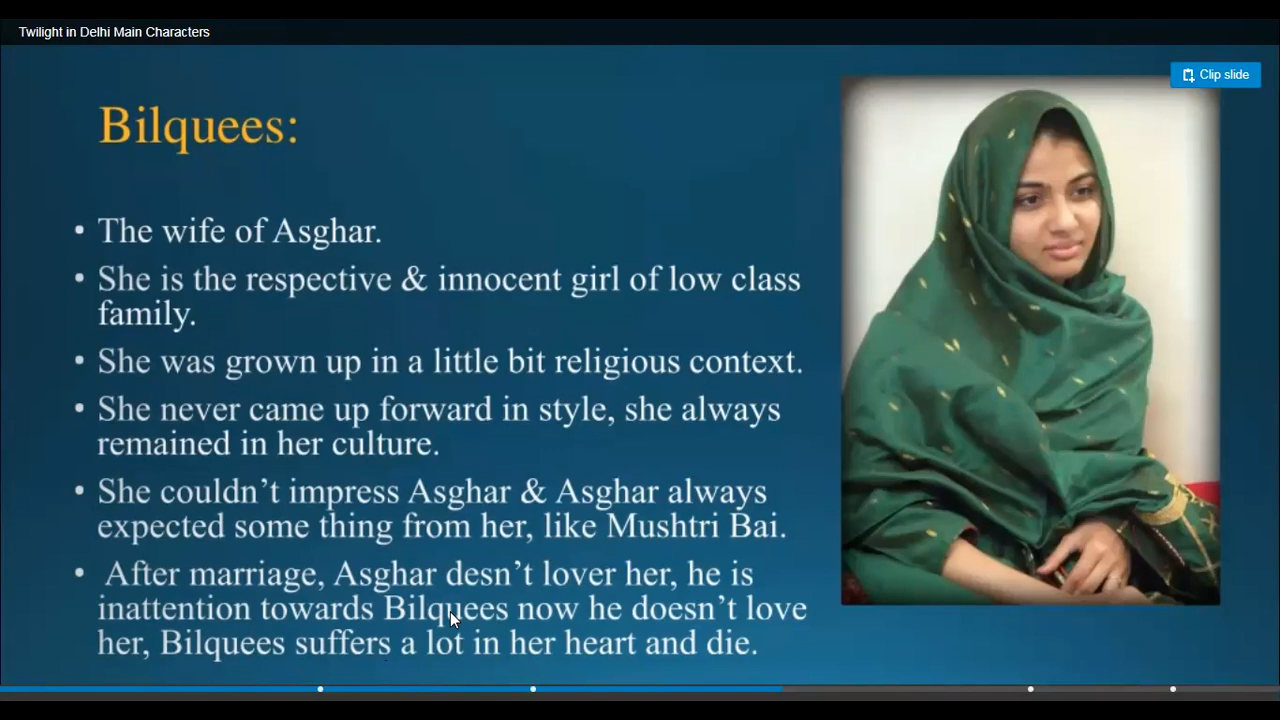 Twilight in Delhi Main Characters
Clip slide
Bilquees:
• The wife of Asghar.
• She is the respective & innocent girl of low class
family.
• She was grown up in a little bit religious context.
• She never came up forward in style, she always
remained in her culture.
• She couldn’t impress Asghar & Asghar always
expected some thing from her, like Mushtri Bai.
• After marriage, Asghar desn’t lover her, he is
inattention towards Bilquees now he doesn’t love
her, Bilquees suffers a lot in her heart and die.